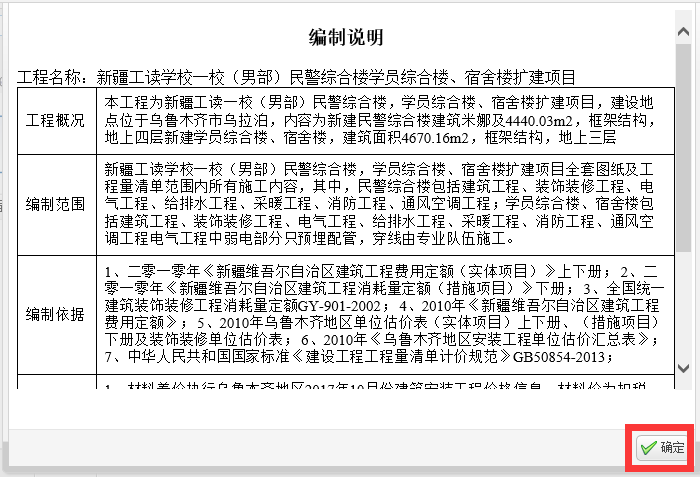 编制说明
工程名称：新疆工读学校一校（男部）民警综合楼学员综合楼、宿舍楼扩建项目
工程概况
本工程为新疆工读一校（男部）民警综合楼，学员综合楼、宿舍楼扩建项目，建设地
点位于乌鲁木齐市乌拉泊，内容为新建民警综合楼建筑米娜及4440.03m2，框架结构，
地上四层新建学员综合楼、宿舍楼，建筑面积4670.16m2，框架结构，地上三层
编制范围
新疆工读学校一校（男部）民警综合楼，学员综合楼、宿舍楼扩建项目全套图纸及工
程量清单范围内所有施工内容，其中，民警综合楼包括建筑工程、装饰装修工程、电
气工程、给排水工程、采暖工程、消防工程、通风空调工程；学员综合楼、宿舍楼包
括建筑工程、装饰装修工程、电气工程、给排水工程、采暖工程、消防工程、通风空
调工程电气工程中弱电部分只预埋配管，穿线由专业队伍施工。
编制依据
1、二零一零年《新疆维吾尔自治区建筑工程费用定额（实体项目）》上下册； 2、二
零一零年《新疆维吾尔自治区建筑工程消耗量定额（措施项目）》下册； 3、全国统一
建筑装饰装修工程消耗量定额GY-901-2002； 4、2010年《新疆维吾尔自治区建筑工程
费用定额》； 5、2010年乌鲁木齐地区单位估价表（实体项目）上下册、（措施项目）
下册及装饰装修单位估价表； 6、2010年《乌鲁木齐地区安装工程单位估价汇总表》；
7、中华人民共和国国家标准《建设工程工程量清单计价规范》GB50854-2013；
1、材料差价执行乌鲁木齐地区2017年10月份建筑安装工程价格信息，材料价为扣税
确定